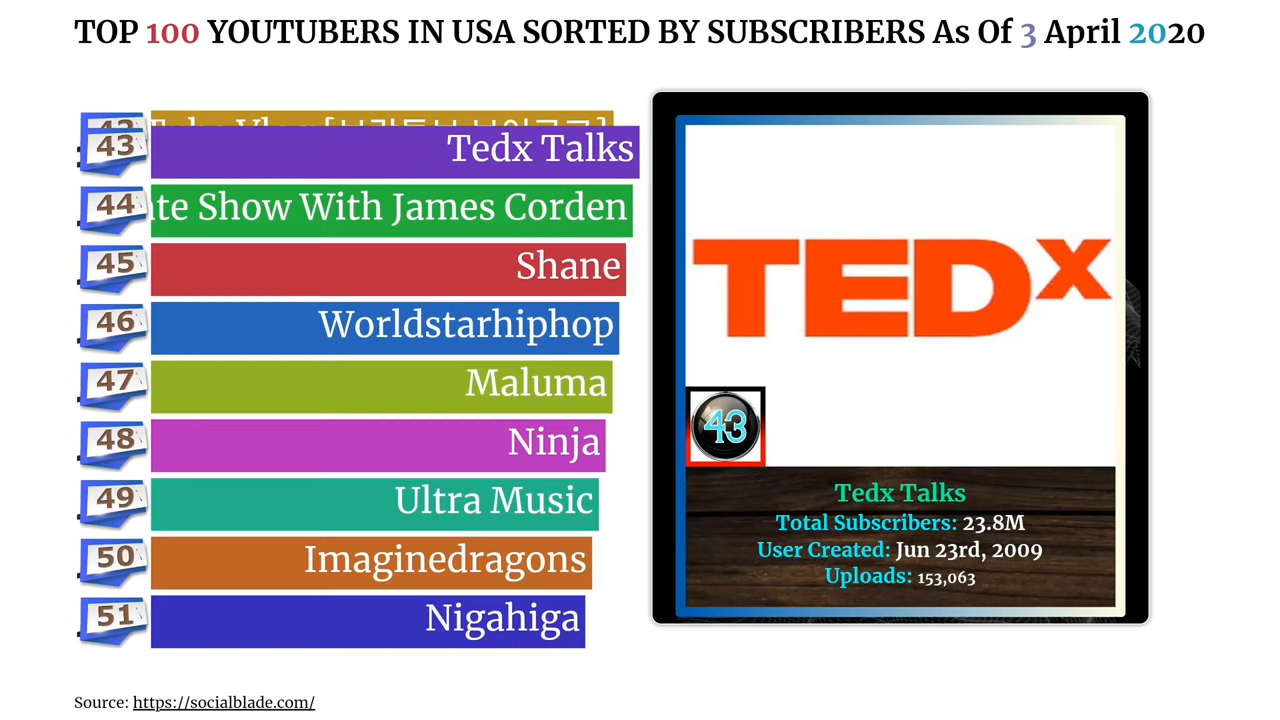 TOP 100 YOUTUBERS IN USA SORTED BY SUBSCRIBERS As Of 3 April 2020
43 Tedx Talks
44 te Show With James Corden
45 Shane
46 Worldstarhiphop
47 Maluma
48 Ninja
49 Ultra Music
50 Imaginedragons
51 Nigahiga
TEDx
43
Tedx Talks
Total Subscribers: 23.8M
User Created: Jun 23rd, 2009
Uploads: 153,063
Source: https://socialblade.com/